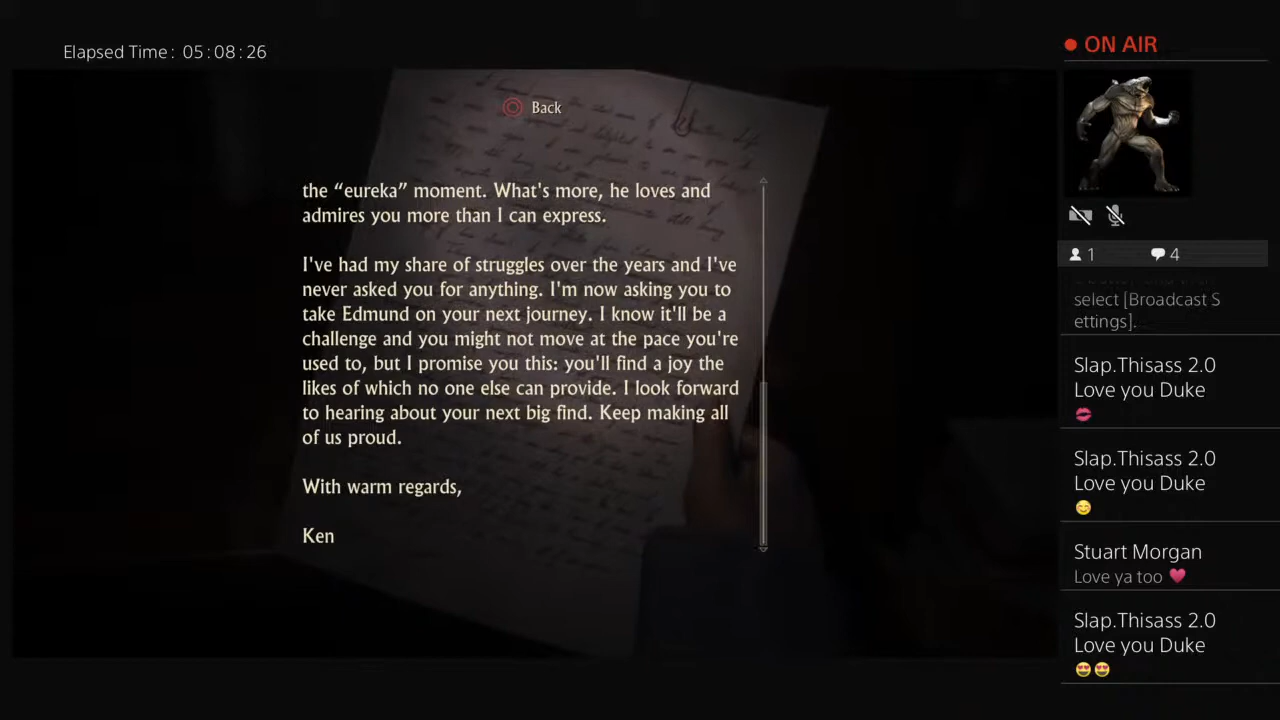 Elapsed Time: 05:08:26
Back
the “eureka” moment. What's more, he loves and
admires you more than I can express.
I've had my share of struggles over the years and I've
never asked you for anything. I'm now asking you to
take Edmund on your next journey. I know it'll be a
challenge and you might not move at the pace you're
used to, but I promise you this: you'll find a joy the
likes of which no one else can provide. I look forward
to hearing about your next big find. Keep making all
of us proud.
With warm regards,
Ken
ON AIR
1
4
select [Broadcast S
ettings].
Slap.Thisass 2.0
Love you Duke
💋
Slap.Thisass 2.0
Love you Duke
😊
Stuart Morgan
Love ya too ❤
Slap.Thisass 2.0
Love you Duke
😍😍